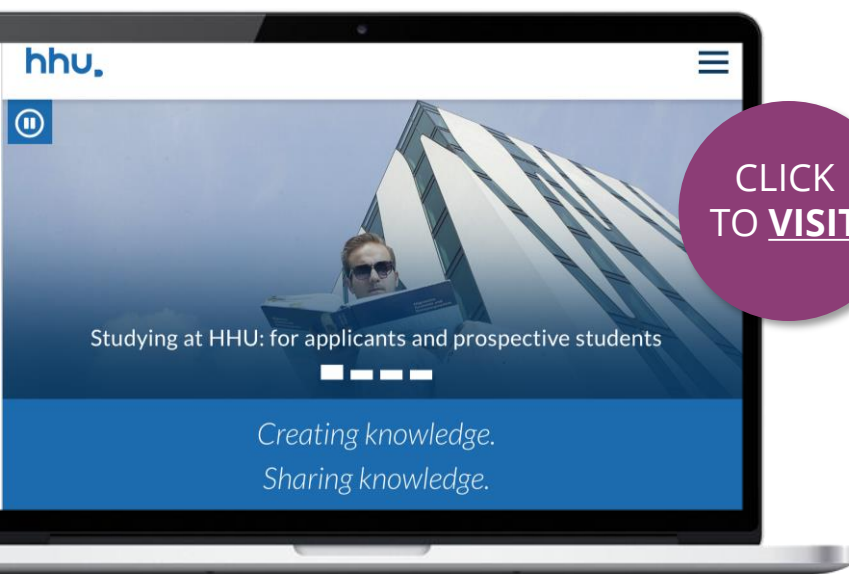 hhu.
CLICK
TO VISIT
Studying at HHU: for applicants and prospective students
Creating knowledge.
Sharing knowledge.